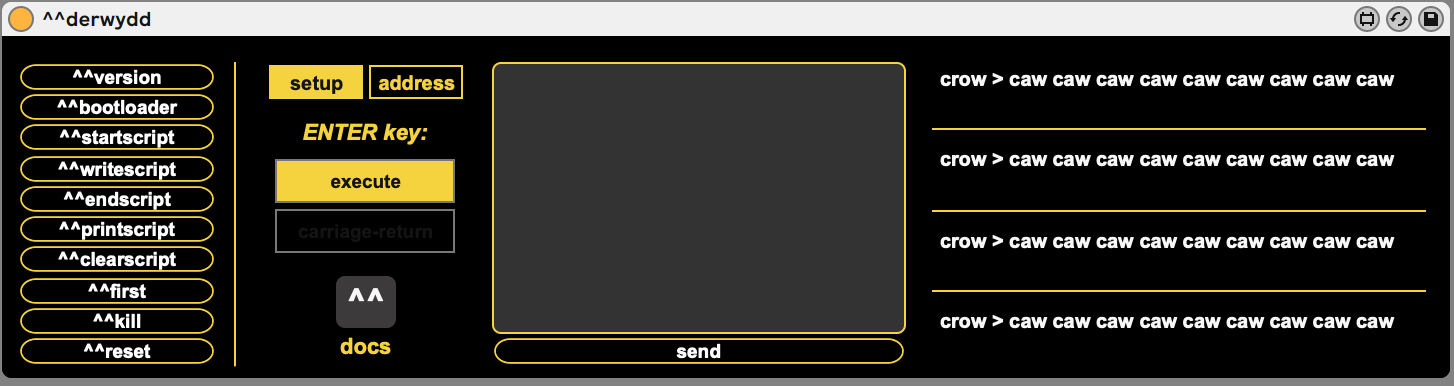 ^^derwydd
^^version
^^bootloader
^^startscript
^^writescript
^^endscript
^^printscript
^^clearscript
^^first
^^kill
^^reset
setup
address
ENTER key:
execute
carriage-return
^^
docs
send
crow > caw caw caw caw caw caw caw caw caw
crow > caw caw caw caw caw caw caw caw caw
crow > caw caw caw caw caw caw caw caw caw
crow > caw caw caw caw caw caw caw caw caw